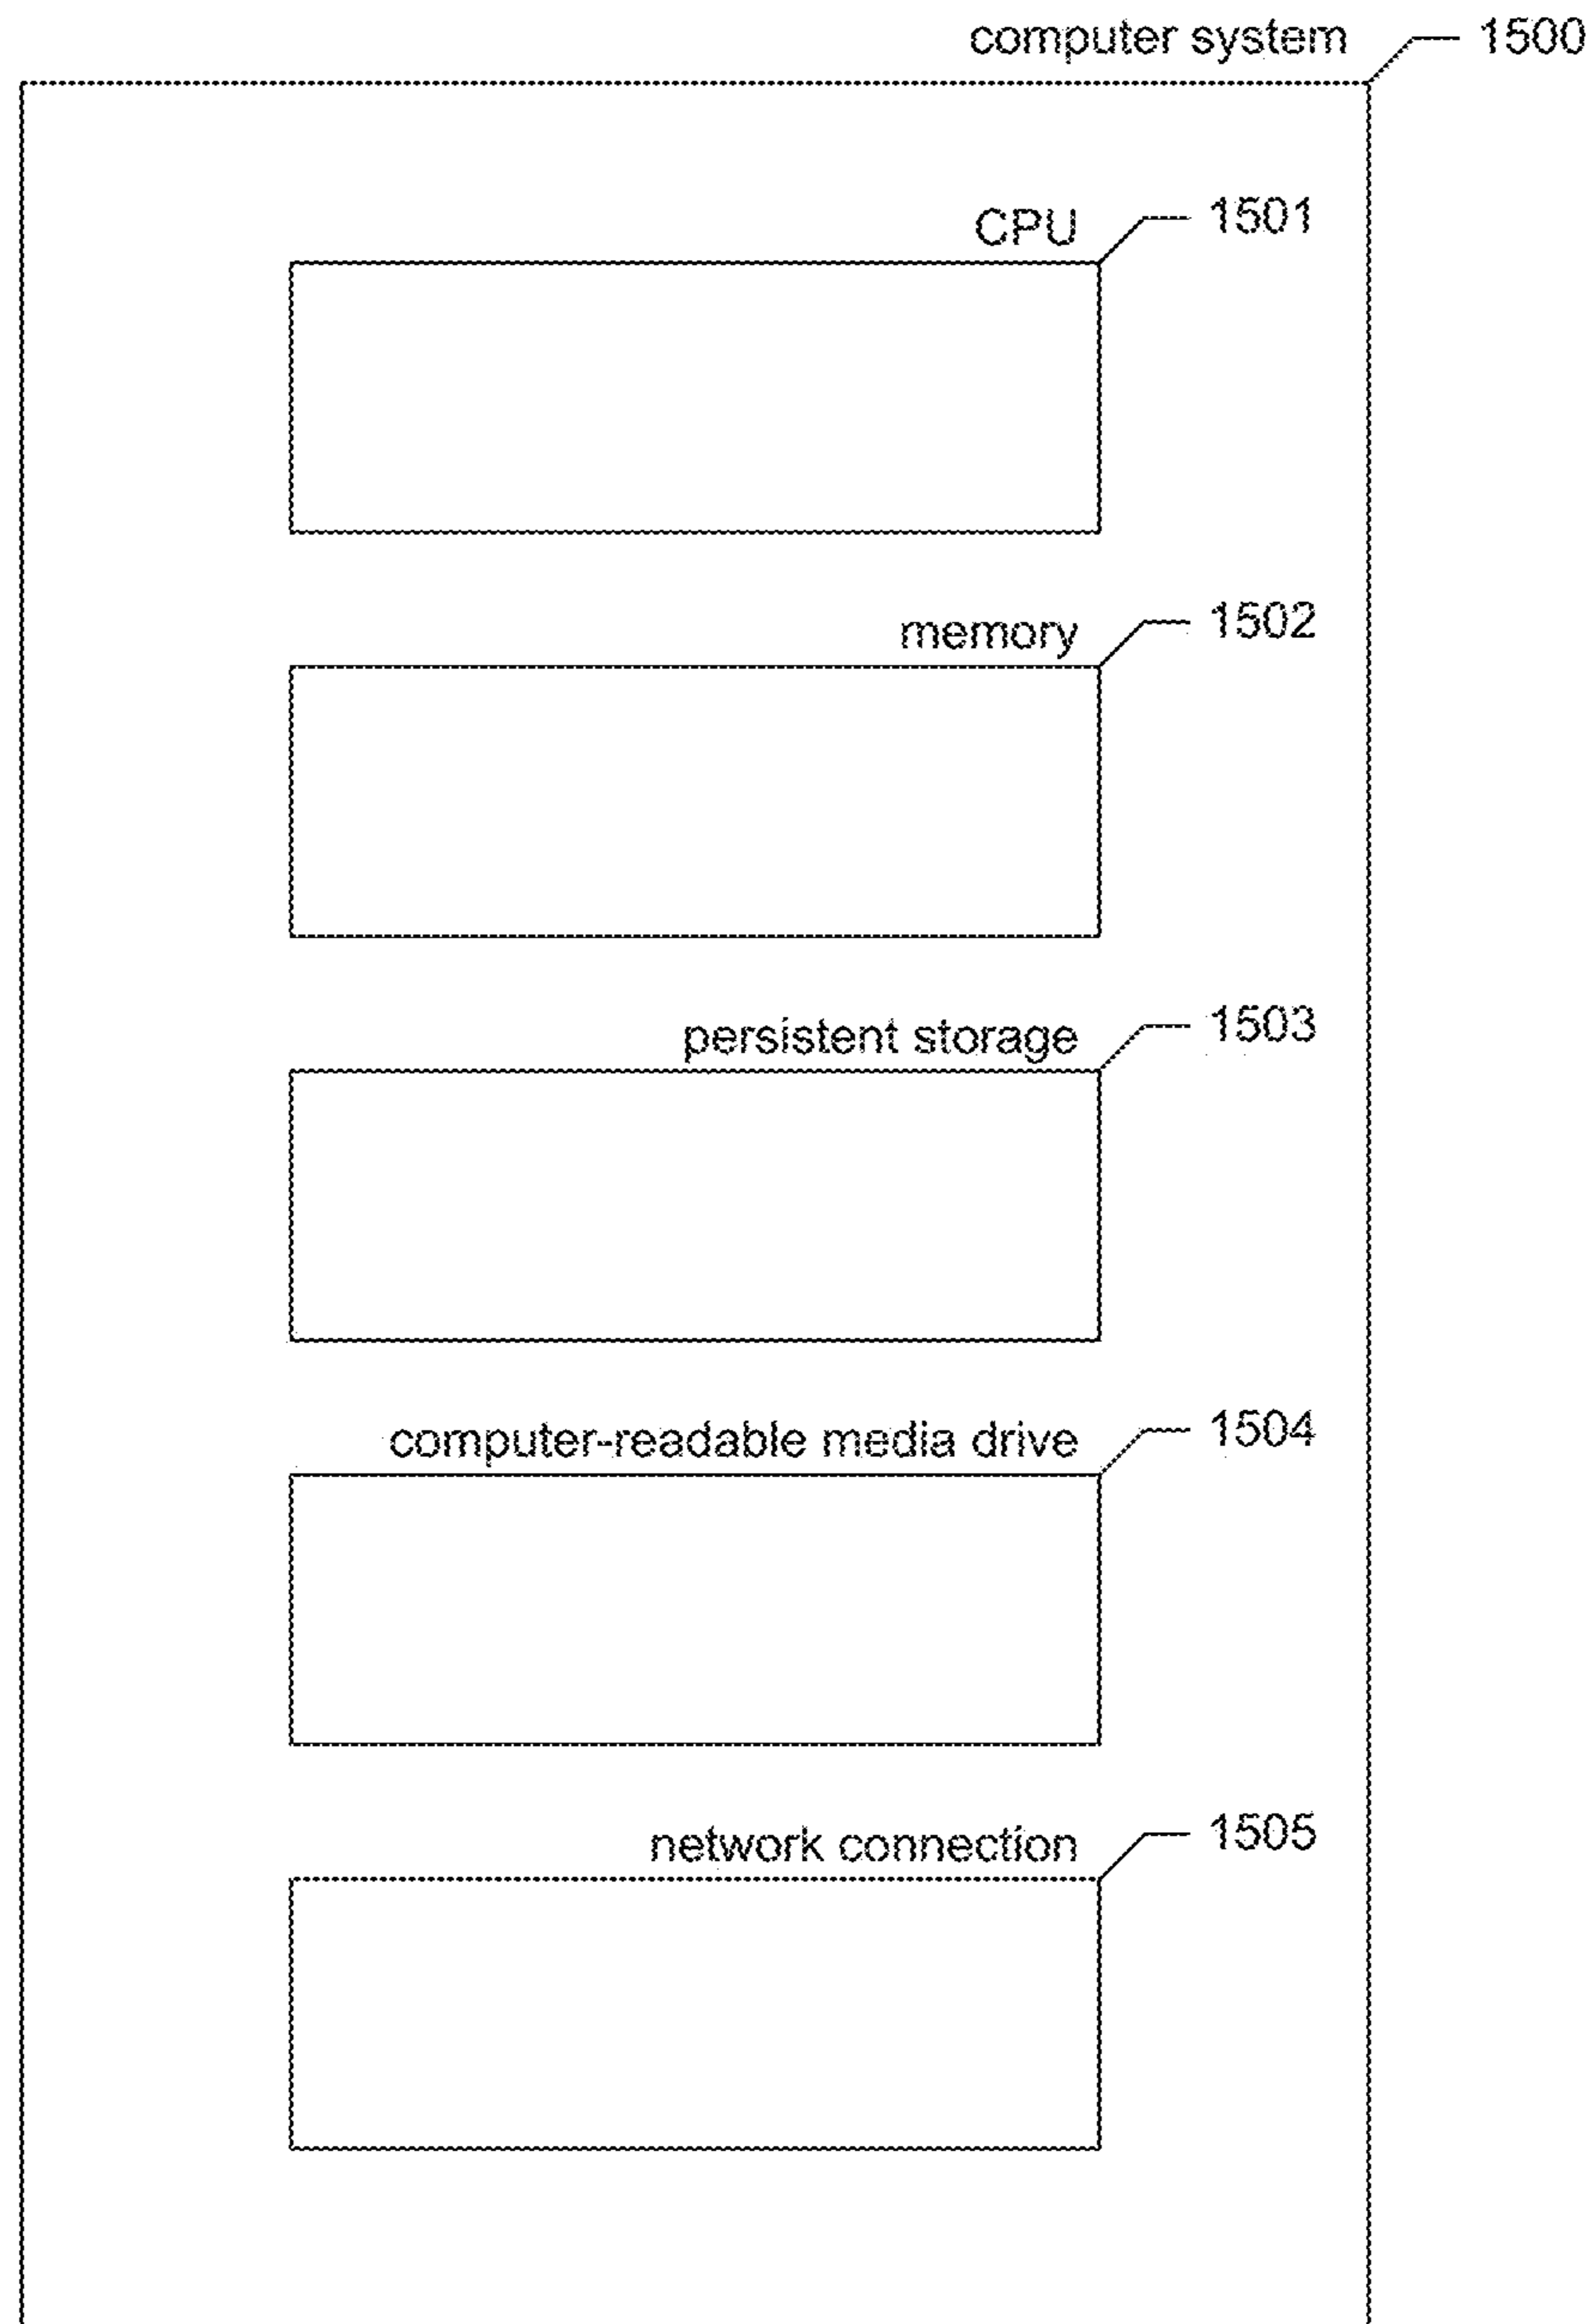 computer system 1500
CPU 1501
memory 1502
persistent storage 1503
computer-readable media drive 1504
network connection 1505